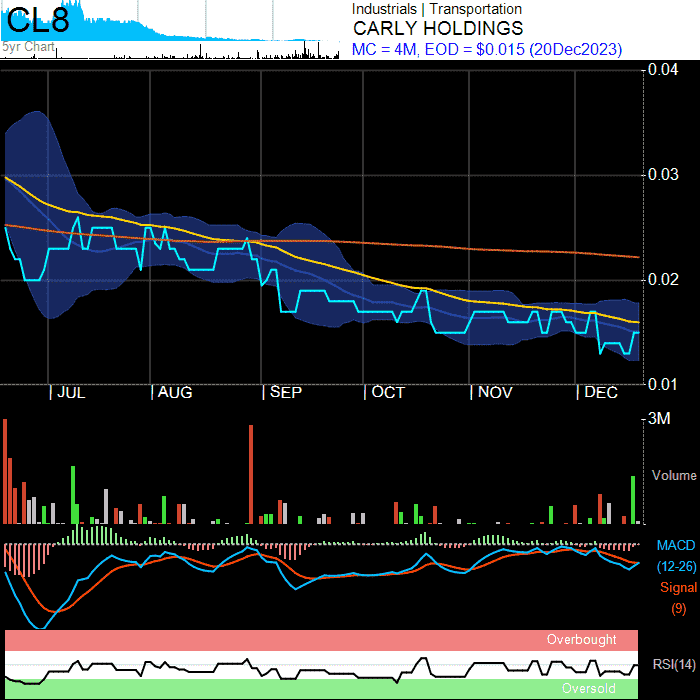 CL8
5yr Chart
Industrials | Transportation
CARLY HOLDINGS
MC = 4M, EOD = $0.015 (20Dec2023)
0.04
0.03
0.02
0.01
| JUL | AUG | SEP | OCT | NOV | DEC
3M
Volume
MACD
(12-26)
Signal
(9)
Overbought
RSI(14)
Oversold